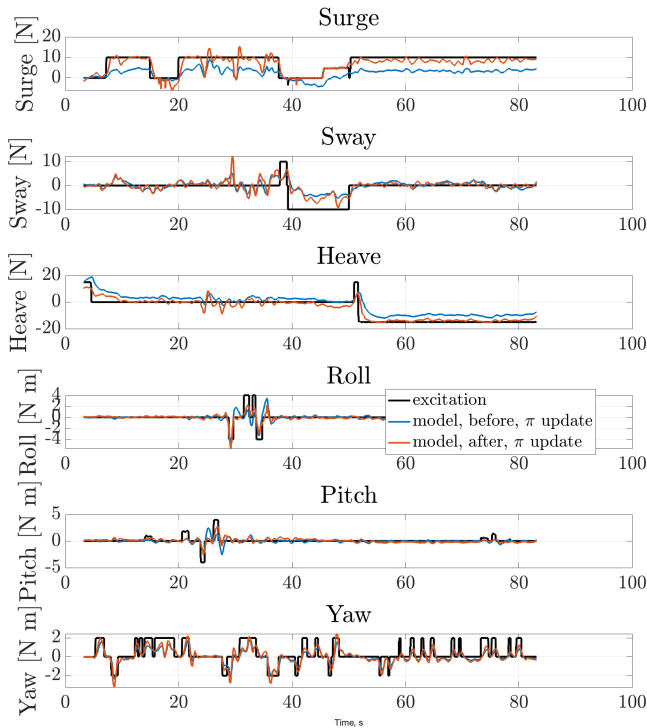 Surge
Surge [N]
20
10
0
0 20 40 60 80 100
Sway
Sway [N]
10
0
-10
0 20 40 60 80 100
Heave
Heave [N]
20
0
-20
0 20 40 60 80 100
Roll
Roll [N m]
4
2
0
-2
-4
excitation
model, before, π update
model, after, π update
0 20 40 60 80 100
Pitch
Pitch [N m]
5
0
-5
0 20 40 60 80 100
Yaw
Yaw [N m]
2
0
-2
0 20 40 60 80 100
Time, s